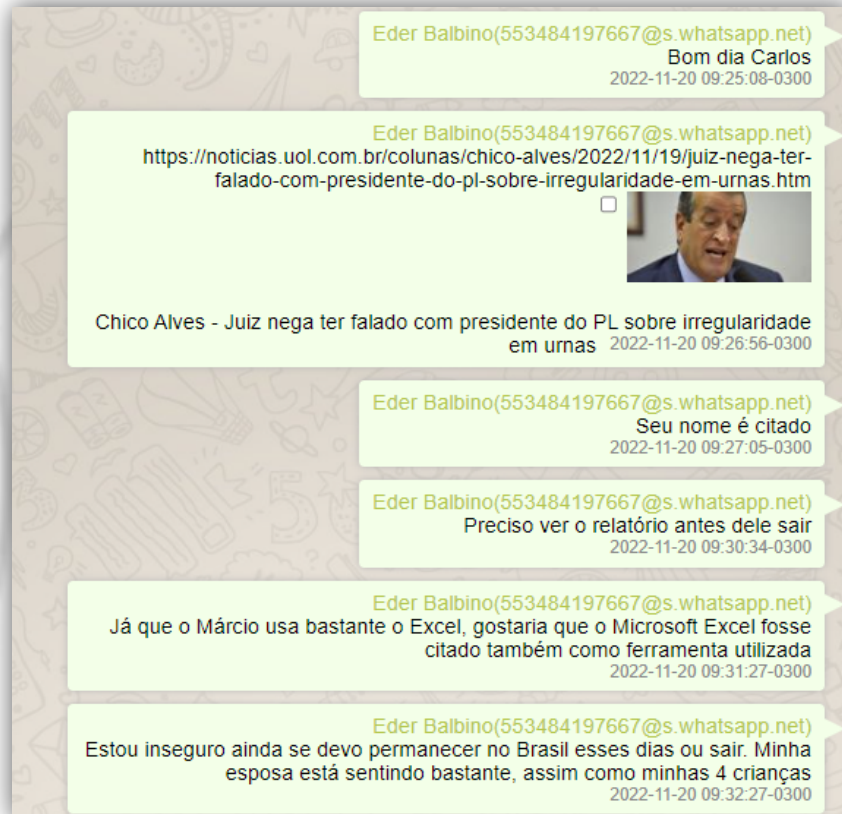 Eder Balbino(553484197667@s.whatsapp.net)
Bom dia Carlos
2022-11-20 09:25:08-0300
Eder Balbino(553484197667@s.whatsapp.net)
https://noticias.uol.com.br/colunas/chico-alves/2022/11/19/juiz-nega-ter-
falado-com-presidente-do-pl-sobre-irregularidade-em-urnas.htm
Chico Alves - Juiz nega ter falado com presidente do PL sobre irregularidade
em urnas 2022-11-20 09:26:56-0300
Eder Balbino(553484197667@s.whatsapp.net)
Seu nome é citado
2022-11-20 09:27:05-0300
Eder Balbino(553484197667@s.whatsapp.net)
Preciso ver o relatório antes dele sair
2022-11-20 09:30:34-0300
Eder Balbino(553484197667@s.whatsapp.net)
Já que o Márcio usa bastante o Excel, gostaria que o Microsoft Excel fosse
citado também como ferramenta utilizada
2022-11-20 09:31:27-0300
Eder Balbino(553484197667@s.whatsapp.net)
Estou inseguro ainda se devo permanecer no Brasil esses dias ou sair. Minha
esposa está sentindo bastante, assim como minhas 4 crianças
2022-11-20 09:32:27-0300